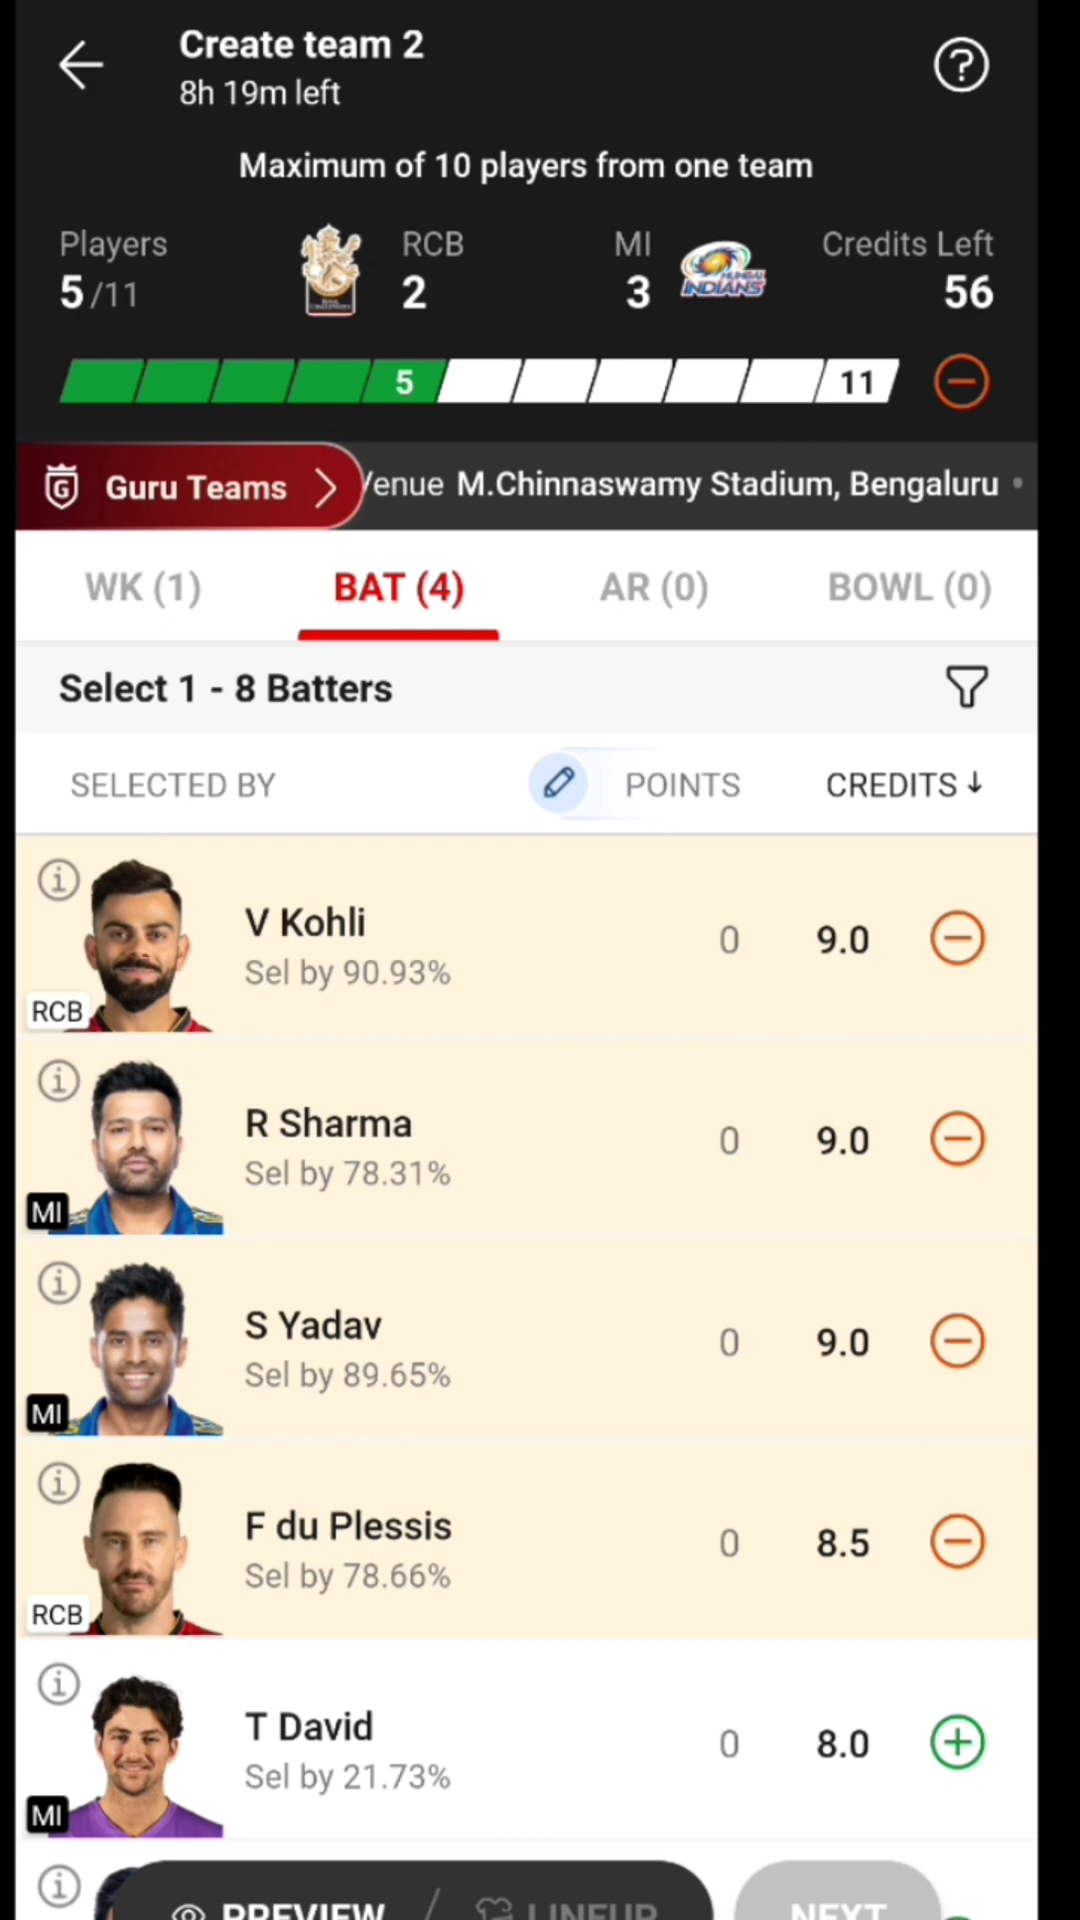 Create team 2
8h 19m left
Maximum of 10 players from one team
Players RCB MI Credits Left
5/11 2 3 56
INDIANS
5 11
Guru Teams
Venue M.Chinnaswamy Stadium, Bengaluru
WK (1) BAT (4) AR (0) BOWL (0)
Select 1 - 8 Batters
SELECTED BY POINTS CREDITS ↓
V Kohli 0 9.0
Sel by 90.93%
RCB
R Sharma 0 9.0
Sel by 78.31%
MI
S Yadav 0 9.0
Sel by 89.65%
MI
F du Plessis 0 8.5
Sel by 78.66%
RCB
T David 0 8.0
Sel by 21.73%
MI
PREVIEW / LINEUP NEXT